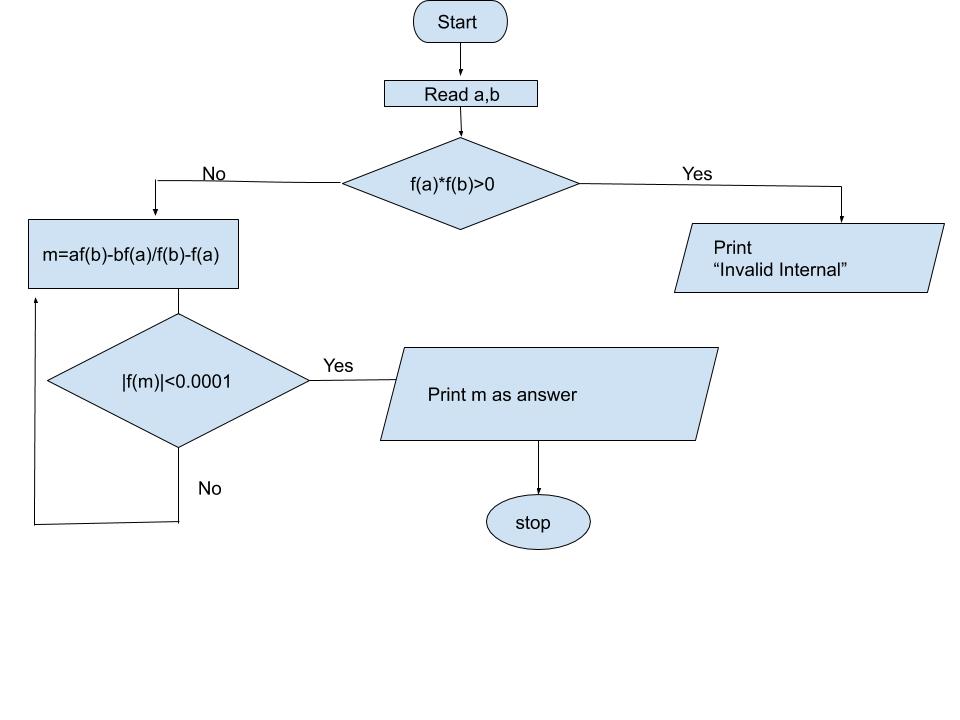 Start
Read a,b
f(a)*f(b)>0
No
Yes
m=af(b)-bf(a)/f(b)-f(a)
Print
“Invalid Internal”
|f(m)|<0.0001
Yes
Print m as answer
No
stop